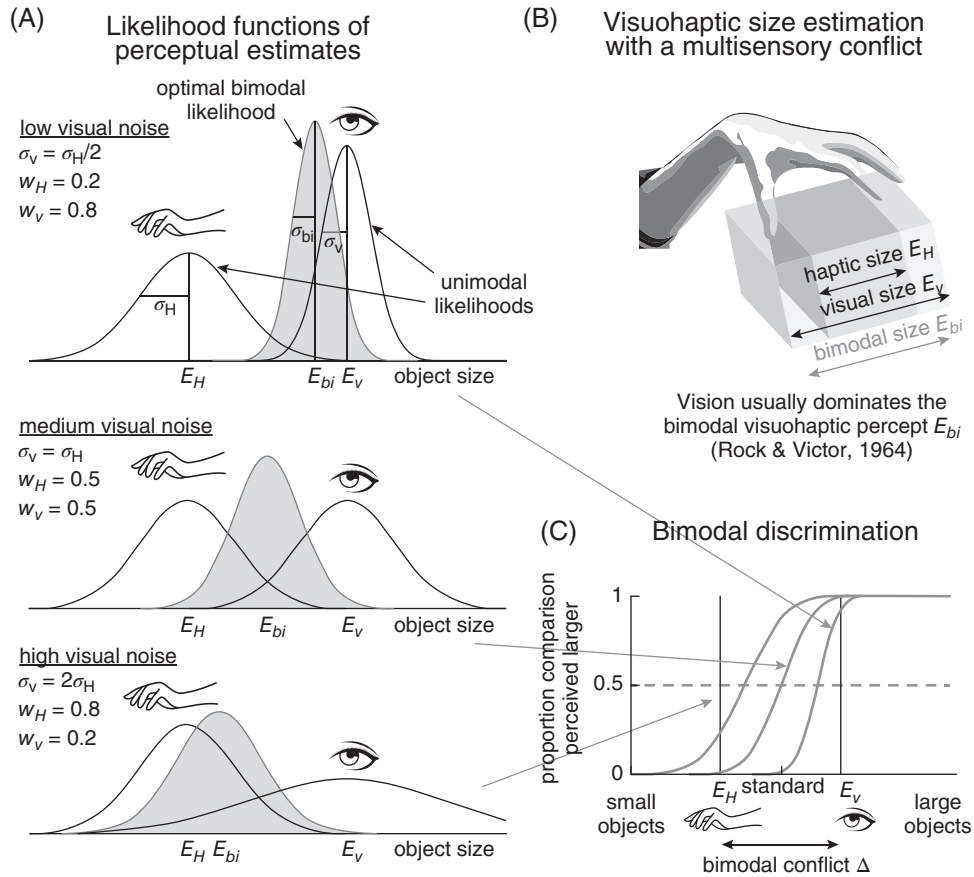 (A)
Likelihood functions of
perceptual estimates
optimal bimodal
likelihood
low visual noise
σv = σH/2
wH = 0.2
wv = 0.8
σbi
σv
σH
unimodal
likelihoods
EH
Ebi
Ev
object size
medium visual noise
σv = σH
wH = 0.5
wv = 0.5
EH
Ebi
Ev
object size
high visual noise
σv = 2σH
wH = 0.8
wv = 0.2
EH
Ebi
Ev
object size
(B)
Visuohaptic size estimation
with a multisensory conflict
haptic size EH
visual size Ev
bimodal size Ebi
Vision usually dominates the
bimodal visuohaptic percept Ebi
(Rock & Victor, 1964)
(C)
Bimodal discrimination
proportion comparison
perceived larger
1
0.5
0
EH
standard
Ev
small
objects
large
objects
bimodal conflict Δ